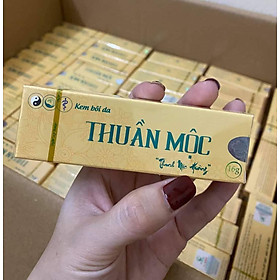 Kem bôi da
THUẦN MỘC
"Thanh Mộc Hương"
16g